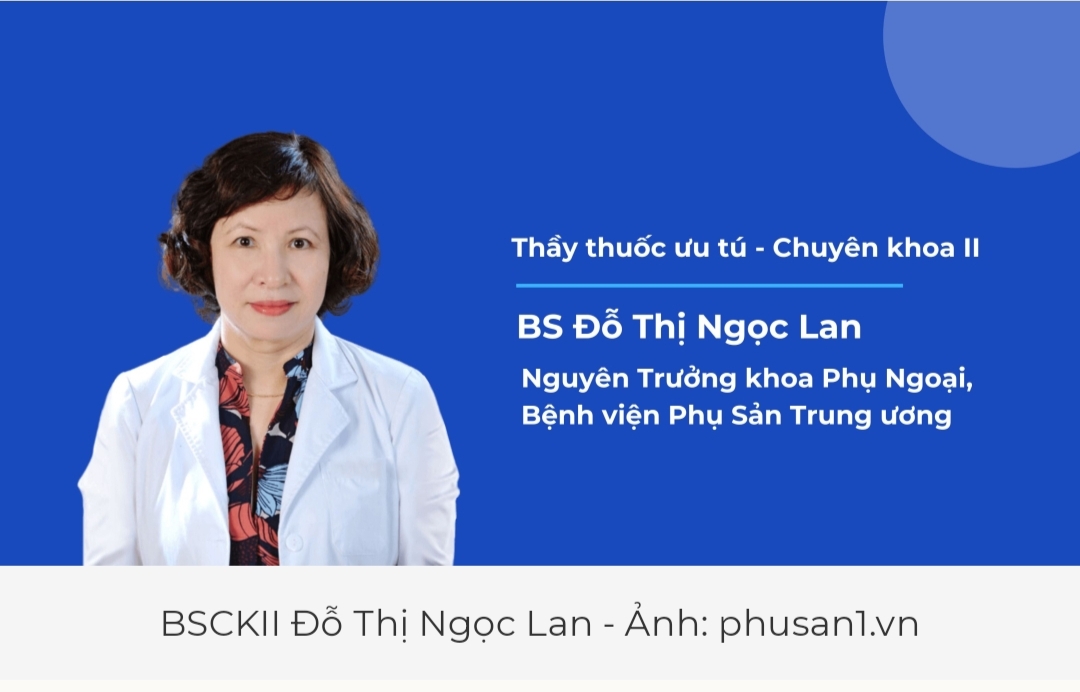 Thầy thuốc ưu tú - Chuyên khoa II
BS Đỗ Thị Ngọc Lan
Nguyên Trưởng khoa Phụ Ngoại,
Bệnh viện Phụ Sản Trung ương
BSCKII Đỗ Thị Ngọc Lan - Ảnh: phusan1.vn